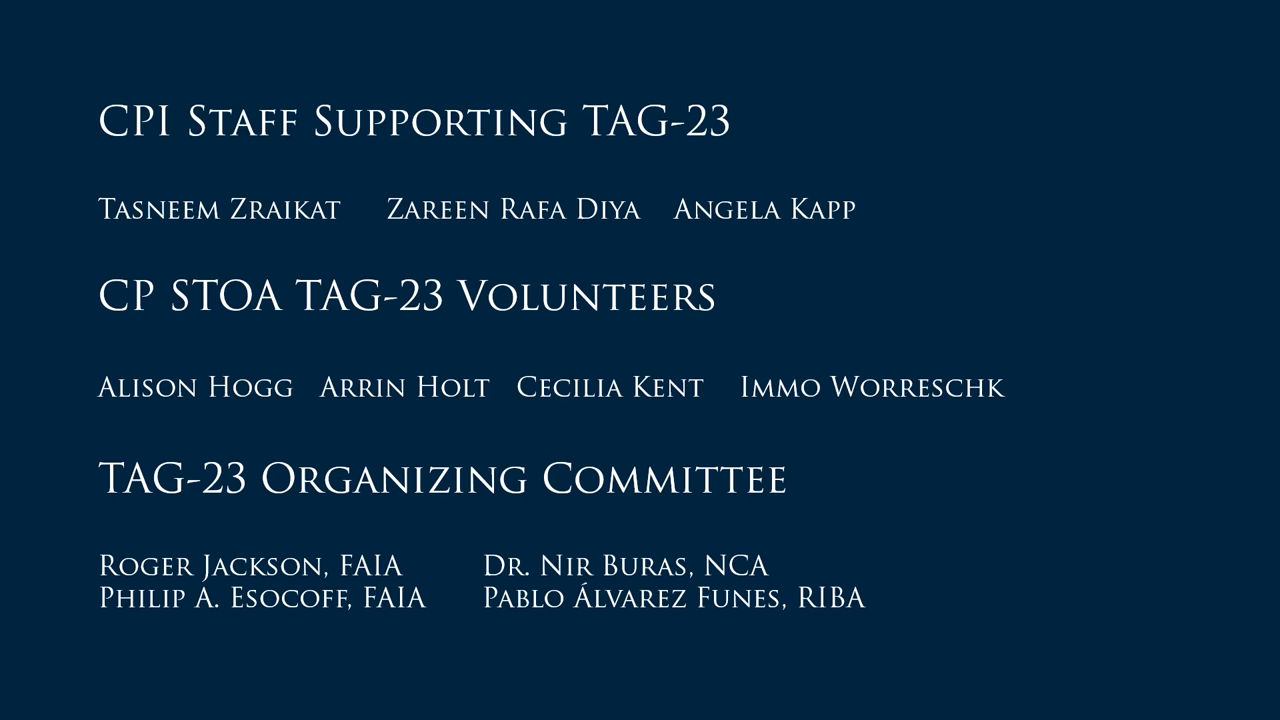 CPI Staff Supporting TAG-23
Tasneem Zraikat Zareen Rafa Diya Angela Kapp
CP STOA TAG-23 Volunteers
Alison Hogg Arrin Holt Cecilia Kent Immo Worreschk
TAG-23 Organizing Committee
Roger Jackson, FAIA Dr. Nir Buras, NCA
Philip A. Esocoff, FAIA Pablo Álvarez Funes, RIBA